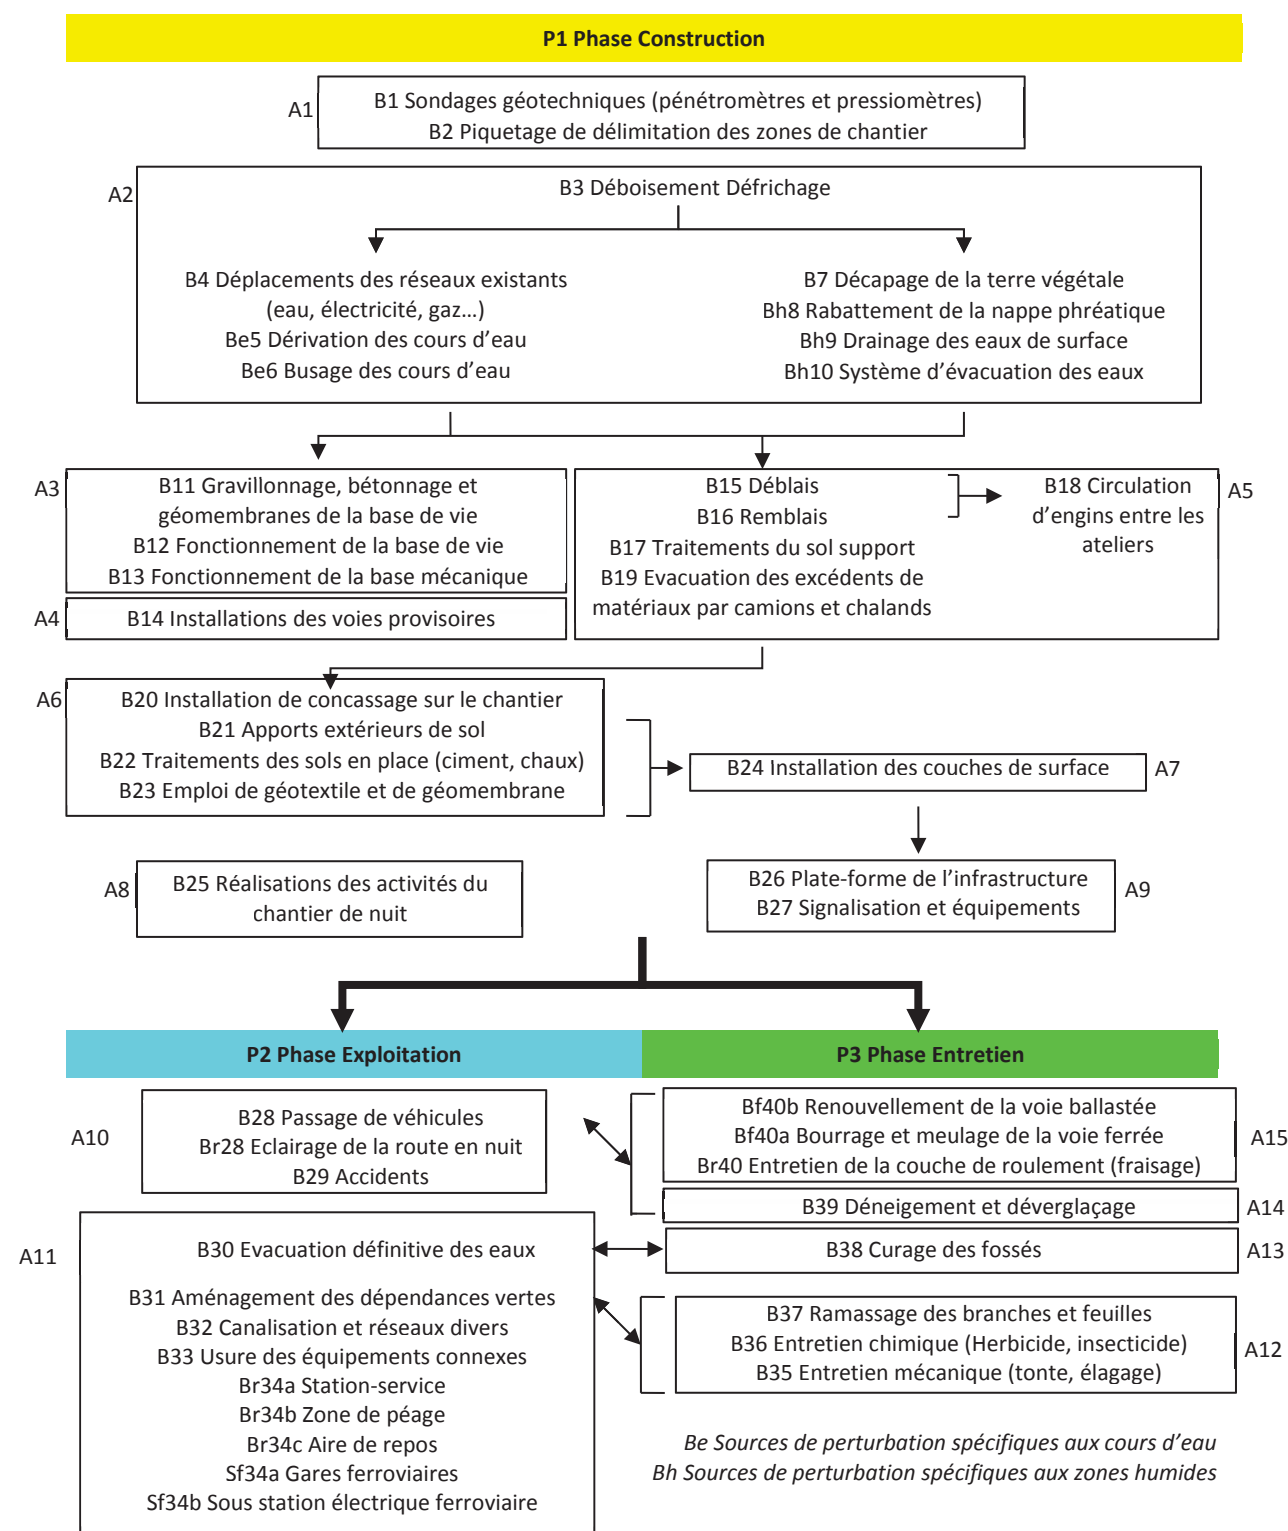 P1 Phase Construction
A1
B1 Sondages géotechniques (pénétromètres et pressiomètres)
B2 Piquetage de délimitation des zones de chantier
A2
B3 Déboisement Défrichage
B4 Déplacements des réseaux existants
(eau, électricité, gaz…)
Be5 Dérivation des cours d’eau
Be6 Busage des cours d’eau
B7 Décapage de la terre végétale
Bh8 Rabattement de la nappe phréatique
Bh9 Drainage des eaux de surface
Bh10 Système d’évacuation des eaux
A3
B11 Gravillonnage, bétonnage et
géomembranes de la base de vie
B12 Fonctionnement de la base de vie
B13 Fonctionnement de la base mécanique
A4
B14 Installations des voies provisoires
B15 Déblais
B16 Remblais
B17 Traitements du sol support
B19 Evacuation des excédents de
matériaux par camions et chalands
B18 Circulation
d’engins entre les
ateliers
A5
A6
B20 Installation de concassage sur le chantier
B21 Apports extérieurs de sol
B22 Traitements des sols en place (ciment, chaux)
B23 Emploi de géotextile et de géomembrane
B24 Installation des couches de surface
A7
A8
B25 Réalisations des activités du
chantier de nuit
B26 Plate-forme de l’infrastructure
B27 Signalisation et équipements
A9
P2 Phase Exploitation
P3 Phase Entretien
A10
B28 Passage de véhicules
Br28 Eclairage de la route en nuit
B29 Accidents
Bf40b Renouvellement de la voie ballastée
Bf40a Bourrage et meulage de la voie ferrée
Br40 Entretien de la couche de roulement (fraisage)
A15
B39 Déneigement et déverglaçage
A14
A11
B30 Evacuation définitive des eaux
B31 Aménagement des dépendances vertes
B32 Canalisation et réseaux divers
B33 Usure des équipements connexes
Br34a Station-service
Br34b Zone de péage
Br34c Aire de repos
Sf34a Gares ferroviaires
Sf34b Sous station électrique ferroviaire
B38 Curage des fossés
A13
B37 Ramassage des branches et feuilles
B36 Entretien chimique (Herbicide, insecticide)
B35 Entretien mécanique (tonte, élagage)
A12
Be Sources de perturbation spécifiques aux cours d’eau
Bh Sources de perturbation spécifiques aux zones humides